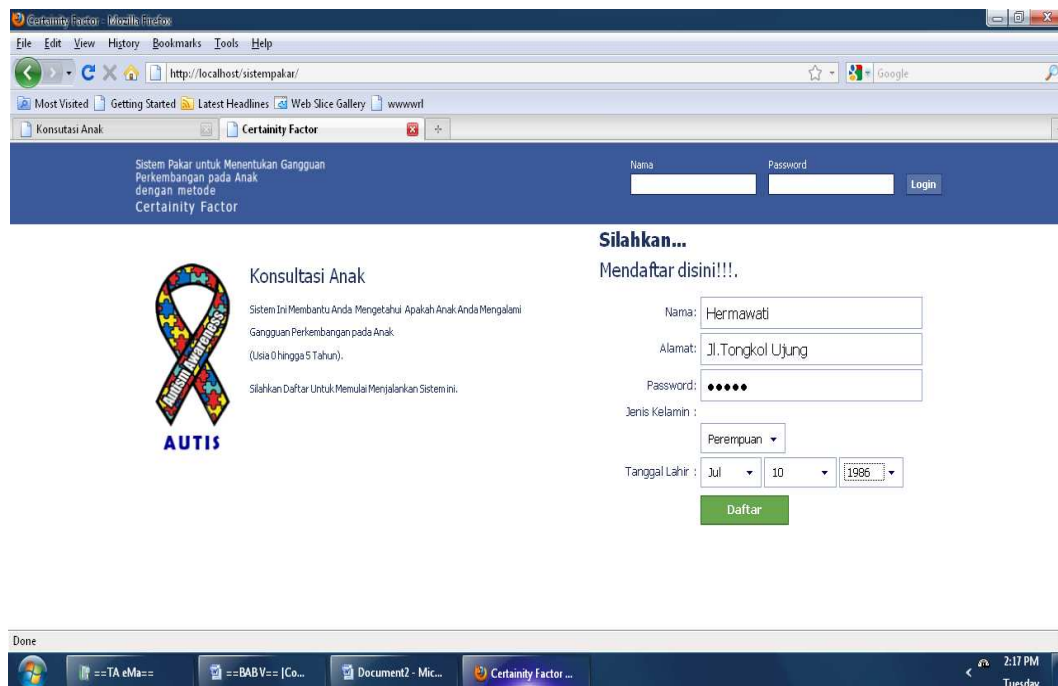 Certainity Factor - Mozilla Firefox
File Edit View History Bookmarks Tools Help
http://localhost/sistempakar/ Google
Most Visited Getting Started Latest Headlines Web Slice Gallery wwwwrl
Konsutasi Anak Certainity Factor
Sistem Pakar untuk Menentukan Gangguan
Perkembangan pada Anak
dengan metode
Certainity Factor
Nama Password
Login
Autism Awareness
AUTIS
Konsultasi Anak
Sistem Ini Membantu Anda Mengetahui Apakah Anak Anda Mengalami
Gangguan Perkembangan pada Anak
(Usia 0 hingga 5 Tahun).
Silahkan Daftar Untuk Memulai Menjalankan Sistem ini.
Silahkan...
Mendaftar disini!!!.
Nama: Hermawati
Alamat: Jl.Tongkol Ujung
Password: •••••
Jenis Kelamin :
Perempuan
Tanggal Lahir : Jul 10 1986
Daftar
Done
==TA eMa== ==BAB V== [Co... Document2 - Mic... Certainity Factor ... 2:17 PM
Tuesday